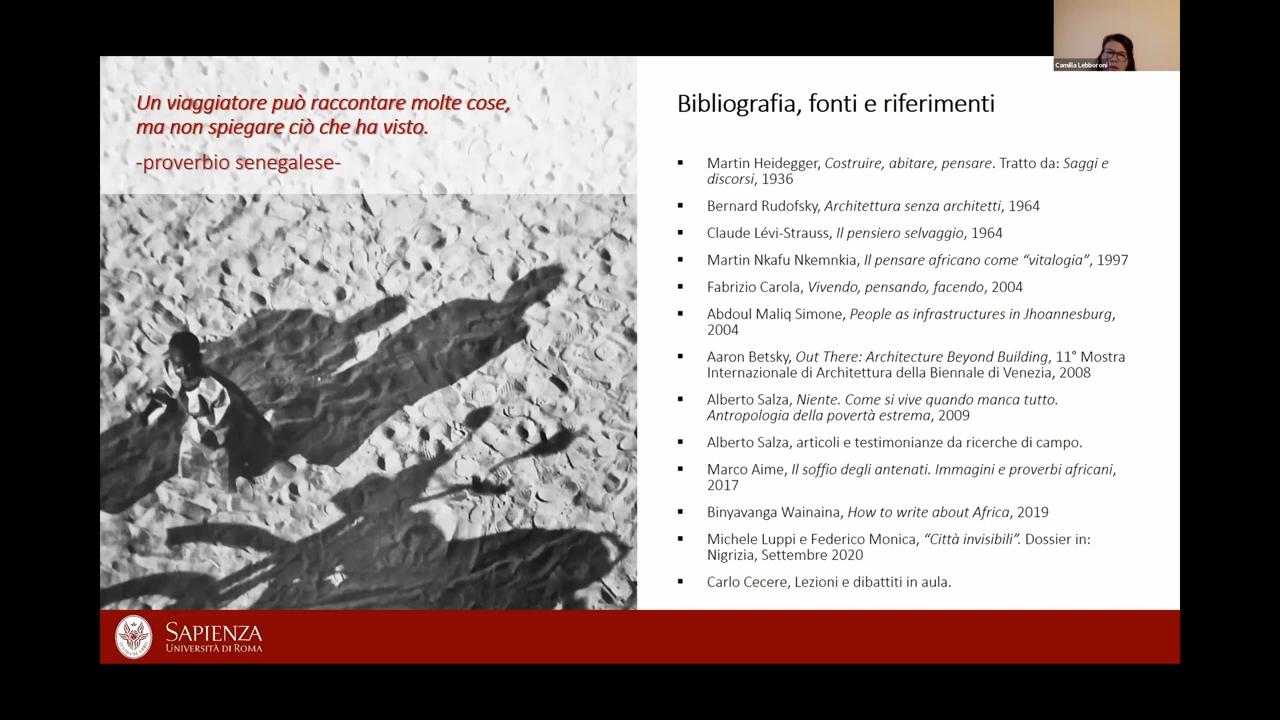 Camilla Lebboroni
Un viaggiatore può raccontare molte cose,
ma non spiegare ciò che ha visto.
-proverbio senegalese-
Bibliografia, fonti e riferimenti
▪ Martin Heidegger, Costruire, abitare, pensare. Tratto da: Saggi e
discorsi, 1936
▪ Bernard Rudofsky, Architettura senza architetti, 1964
▪ Claude Lévi-Strauss, Il pensiero selvaggio, 1964
▪ Martin Nkafu Nkemnkia, Il pensare africano come “vitalogia”, 1997
▪ Fabrizio Carola, Vivendo, pensando, facendo, 2004
▪ Abdoul Maliq Simone, People as infrastructures in Jhoannesburg,
2004
▪ Aaron Betsky, Out There: Architecture Beyond Building, 11° Mostra
Internazionale di Architettura della Biennale di Venezia, 2008
▪ Alberto Salza, Niente. Come si vive quando manca tutto.
Antropologia della povertà estrema, 2009
▪ Alberto Salza, articoli e testimonianze da ricerche di campo.
▪ Marco Aime, Il soffio degli antenati. Immagini e proverbi africani,
2017
▪ Binyavanga Wainaina, How to write about Africa, 2019
▪ Michele Luppi e Federico Monica, “Città invisibili”. Dossier in:
Nigrizia, Settembre 2020
▪ Carlo Cecere, Lezioni e dibattiti in aula.
SAPIENZA
UNIVERSITÀ DI ROMA